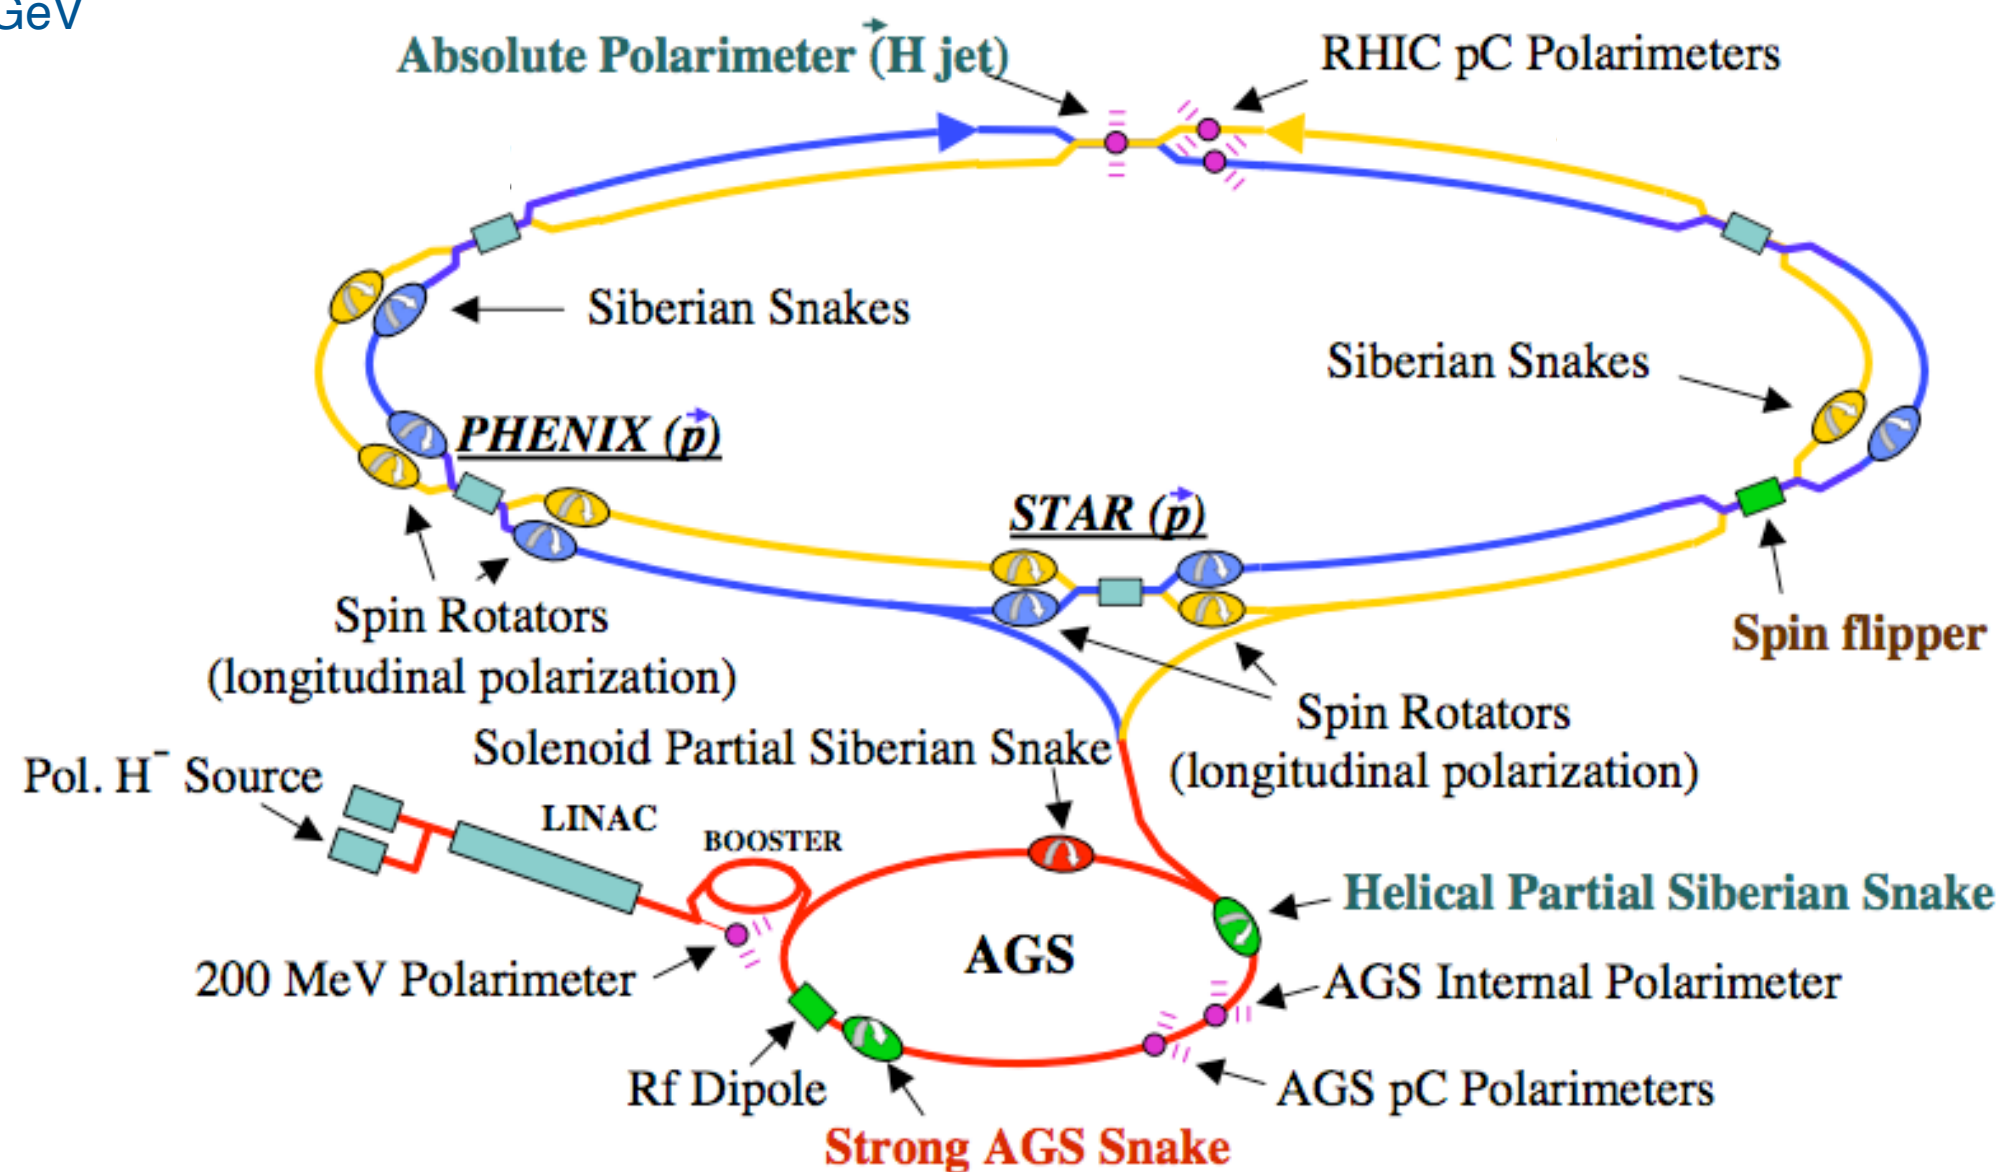 GeV
Absolute Polarimeter (H jet)
RHIC pC Polarimeters
Siberian Snakes
Siberian Snakes
PHENIX (p)
STAR (p)
Spin Rotators
(longitudinal polarization)
Spin flipper
Spin Rotators
(longitudinal polarization)
Solenoid Partial Siberian Snake
Pol. H⁻ Source
LINAC
BOOSTER
Helical Partial Siberian Snake
AGS
200 MeV Polarimeter
AGS Internal Polarimeter
Rf Dipole
AGS pC Polarimeters
Strong AGS Snake